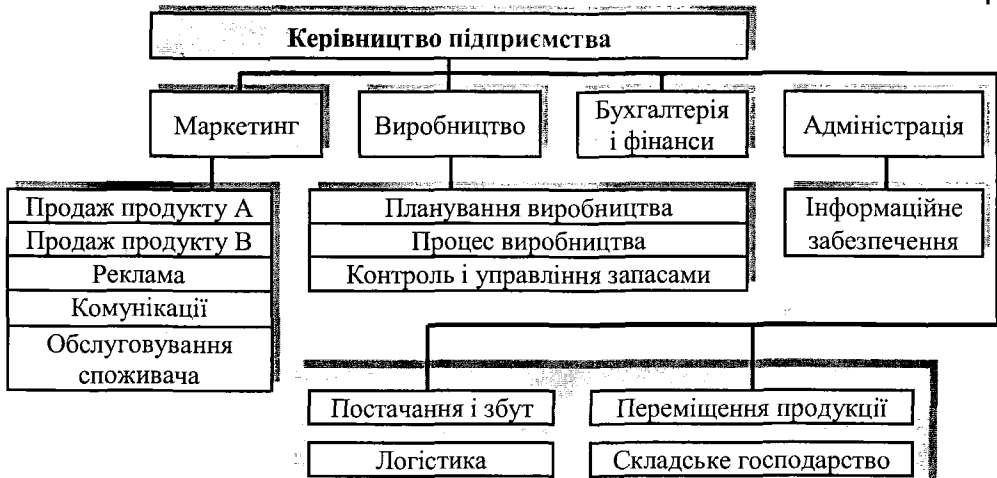 Керівництво підприємства
Маркетинг
Виробництво
Бухгалтерія
і фінанси
Адміністрація
Продаж продукту А
Продаж продукту В
Реклама
Комунікації
Обслуговування
споживача
Планування виробництва
Процес виробництва
Контроль і управління запасами
Інформаційне
забезпечення
Постачання і збут
Переміщення продукції
Логістика
Складське господарство